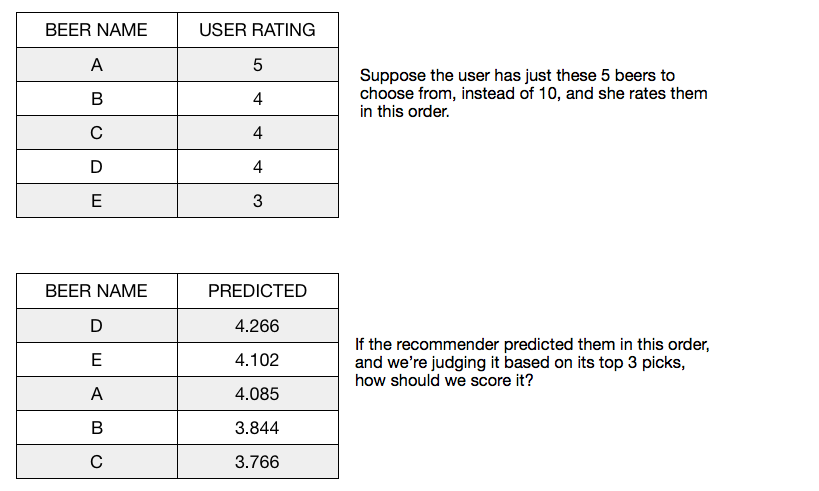 BEER NAME USER RATING
A 5
B 4
C 4
D 4
E 3
Suppose the user has just these 5 beers to
choose from, instead of 10, and she rates them
in this order.
BEER NAME PREDICTED
D 4.266
E 4.102
A 4.085
B 3.844
C 3.766
If the recommender predicted them in this order,
and we’re judging it based on its top 3 picks,
how should we score it?